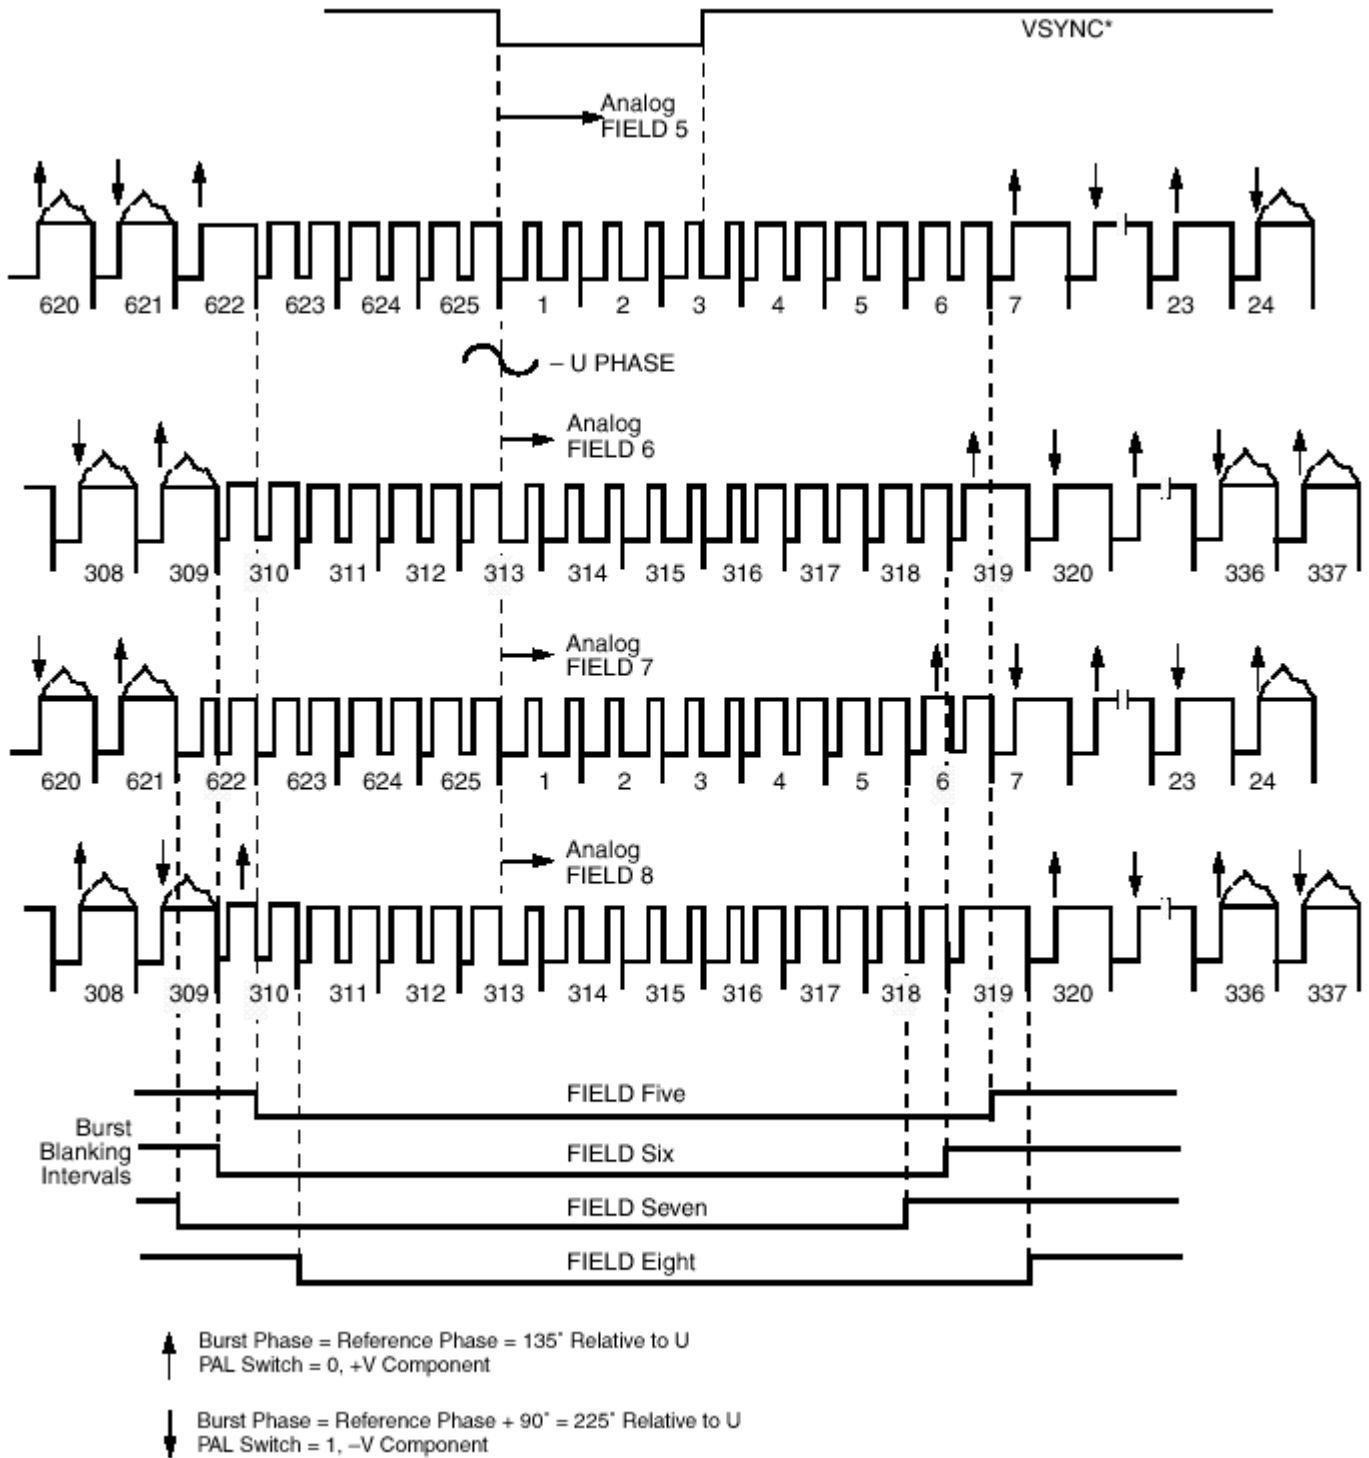 VSYNC*
Analog
FIELD 5
620 621 622 623 624 625 1 2 3 4 5 6 7 23 24
– U PHASE
Analog
FIELD 6
308 309 310 311 312 313 314 315 316 317 318 319 320 336 337
Analog
FIELD 7
620 621 622 623 624 625 1 2 3 4 5 6 7 23 24
Analog
FIELD 8
308 309 310 311 312 313 314 315 316 317 318 319 320 336 337
FIELD Five
Burst
Blanking
Intervals
FIELD Six
FIELD Seven
FIELD Eight
Burst Phase = Reference Phase = 135° Relative to U
PAL Switch = 0, +V Component
Burst Phase = Reference Phase + 90° = 225° Relative to U
PAL Switch = 1, –V Component